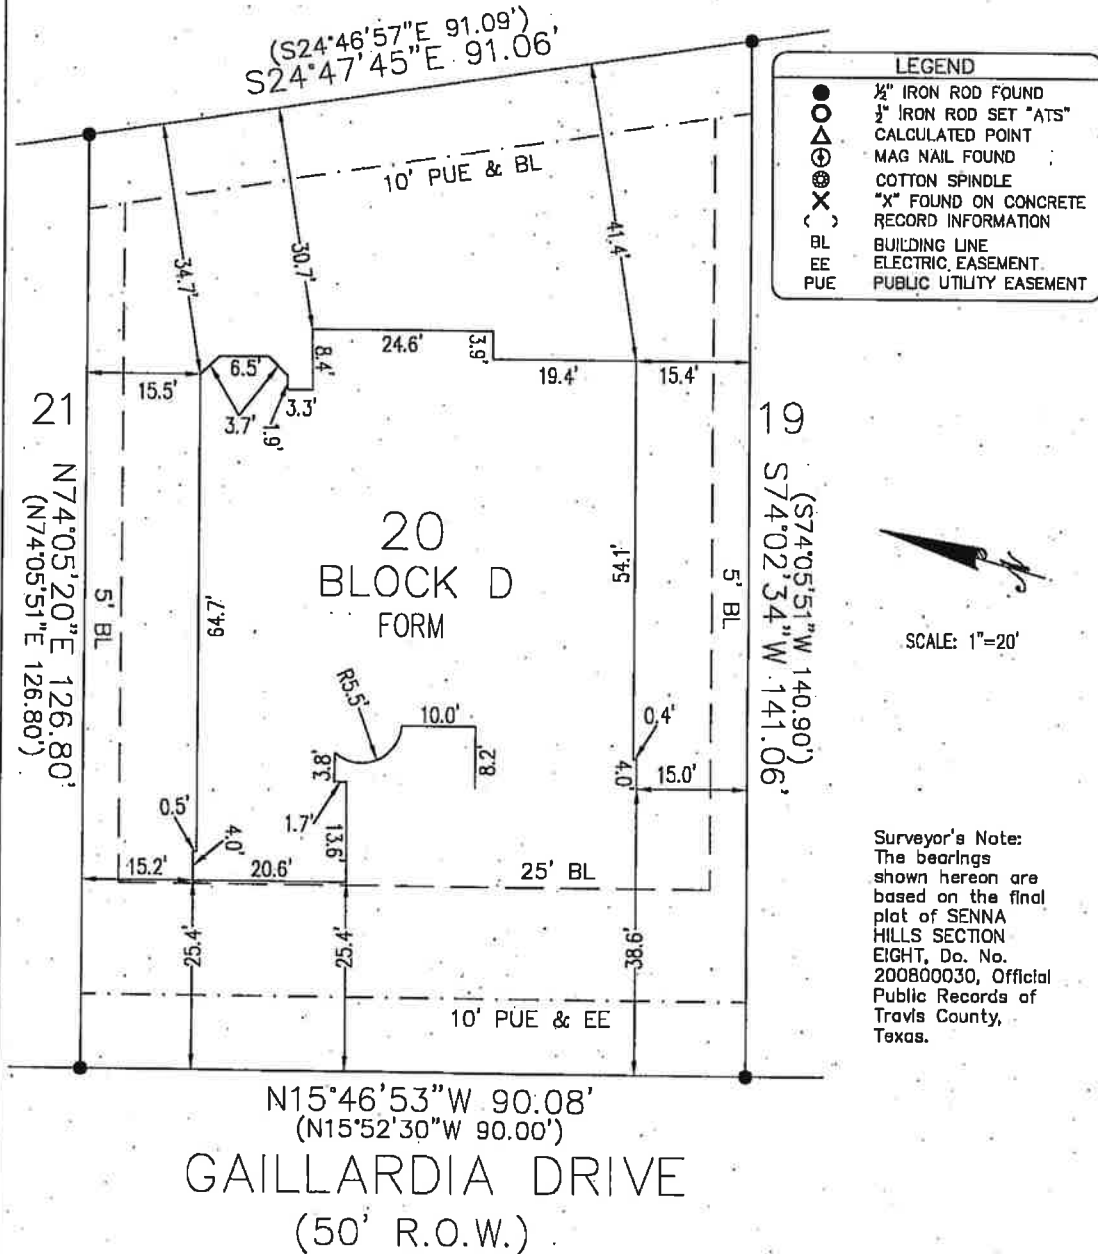 (S24°46'57"E 91.09')
S24°47'45"E 91.06'
LEGEND
½" IRON ROD FOUND
½" IRON ROD SET "ATS"
CALCULATED POINT
MAG NAIL FOUND
COTTON SPINDLE
"X" FOUND ON CONCRETE
( ) RECORD INFORMATION
BL BUILDING LINE
EE ELECTRIC EASEMENT
PUE PUBLIC UTILITY EASEMENT
10' PUE & BL
34.7'
30.7'
41.4'
24.6'
3.9'
8.4'
6.5'
19.4'
15.4'
15.5'
3.3'
3.7'
1.9'
21
19
N74°05'20"E 126.80'
(N74°05'51"E 126.80')
(S74°05'51"W 140.90')
S74°02'34"W 141.06'
20
BLOCK D
FORM
5' BL
64.7'
54.1'
5' BL
N
SCALE: 1"=20'
R5.5'
10.0'
3.8'
8.2'
0.4'
4.0'
15.0'
0.5'
4.0'
1.7'
13.6'
15.2'
20.6'
25' BL
25.4'
25.4'
38.6'
10' PUE & EE
Surveyor's Note:
The bearings
shown hereon are
based on the final
plat of SENNA
HILLS SECTION
EIGHT, Do. No.
200800030, Official
Public Records of
Travis County,
Texas.
N15°46'53"W 90.08'
(N15°52'30"W 90.00')
GAILLARDIA DRIVE
(50' R.O.W.)